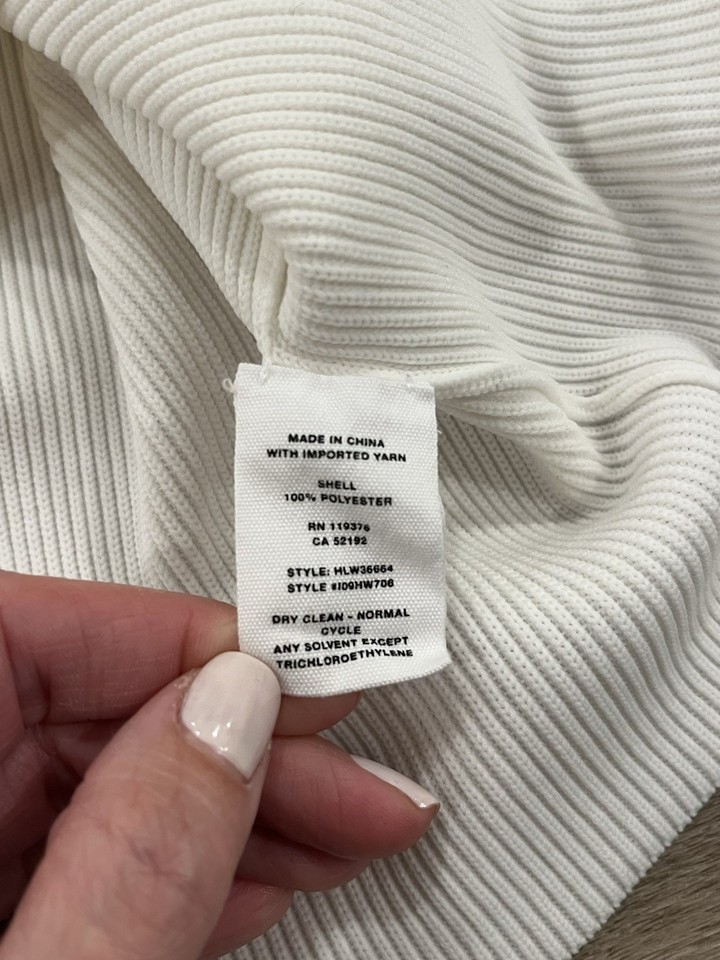 MADE IN CHINA
WITH IMPORTED YARN
SHELL
100% POLYESTER
RN 119376
CA 52192
STYLE: HLW36664
STYLE #I09HW706
DRY CLEAN - NORMAL
CYCLE
ANY SOLVENT EXCEPT
TRICHLOROETHYLENE